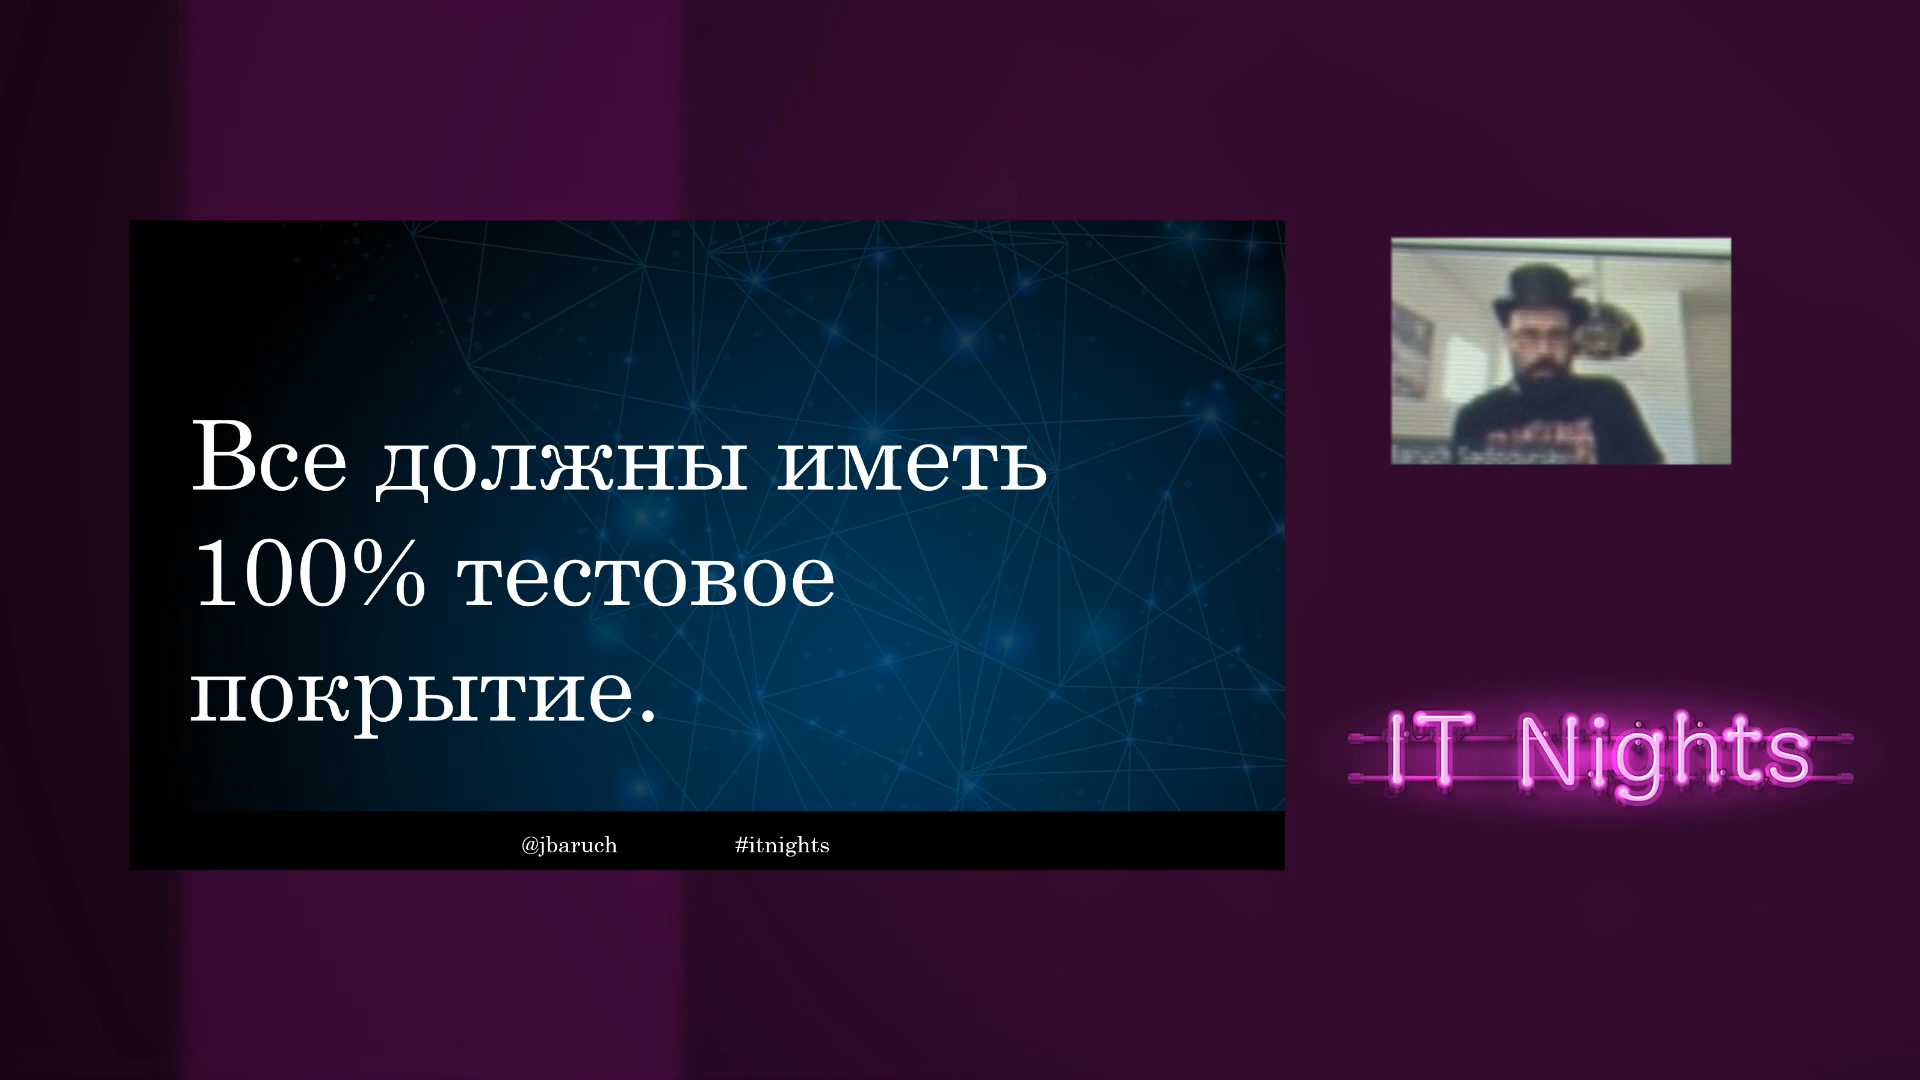 Все должны иметь
100% тестовое
покрытие.
@jbaruch #itnights
IT Nights